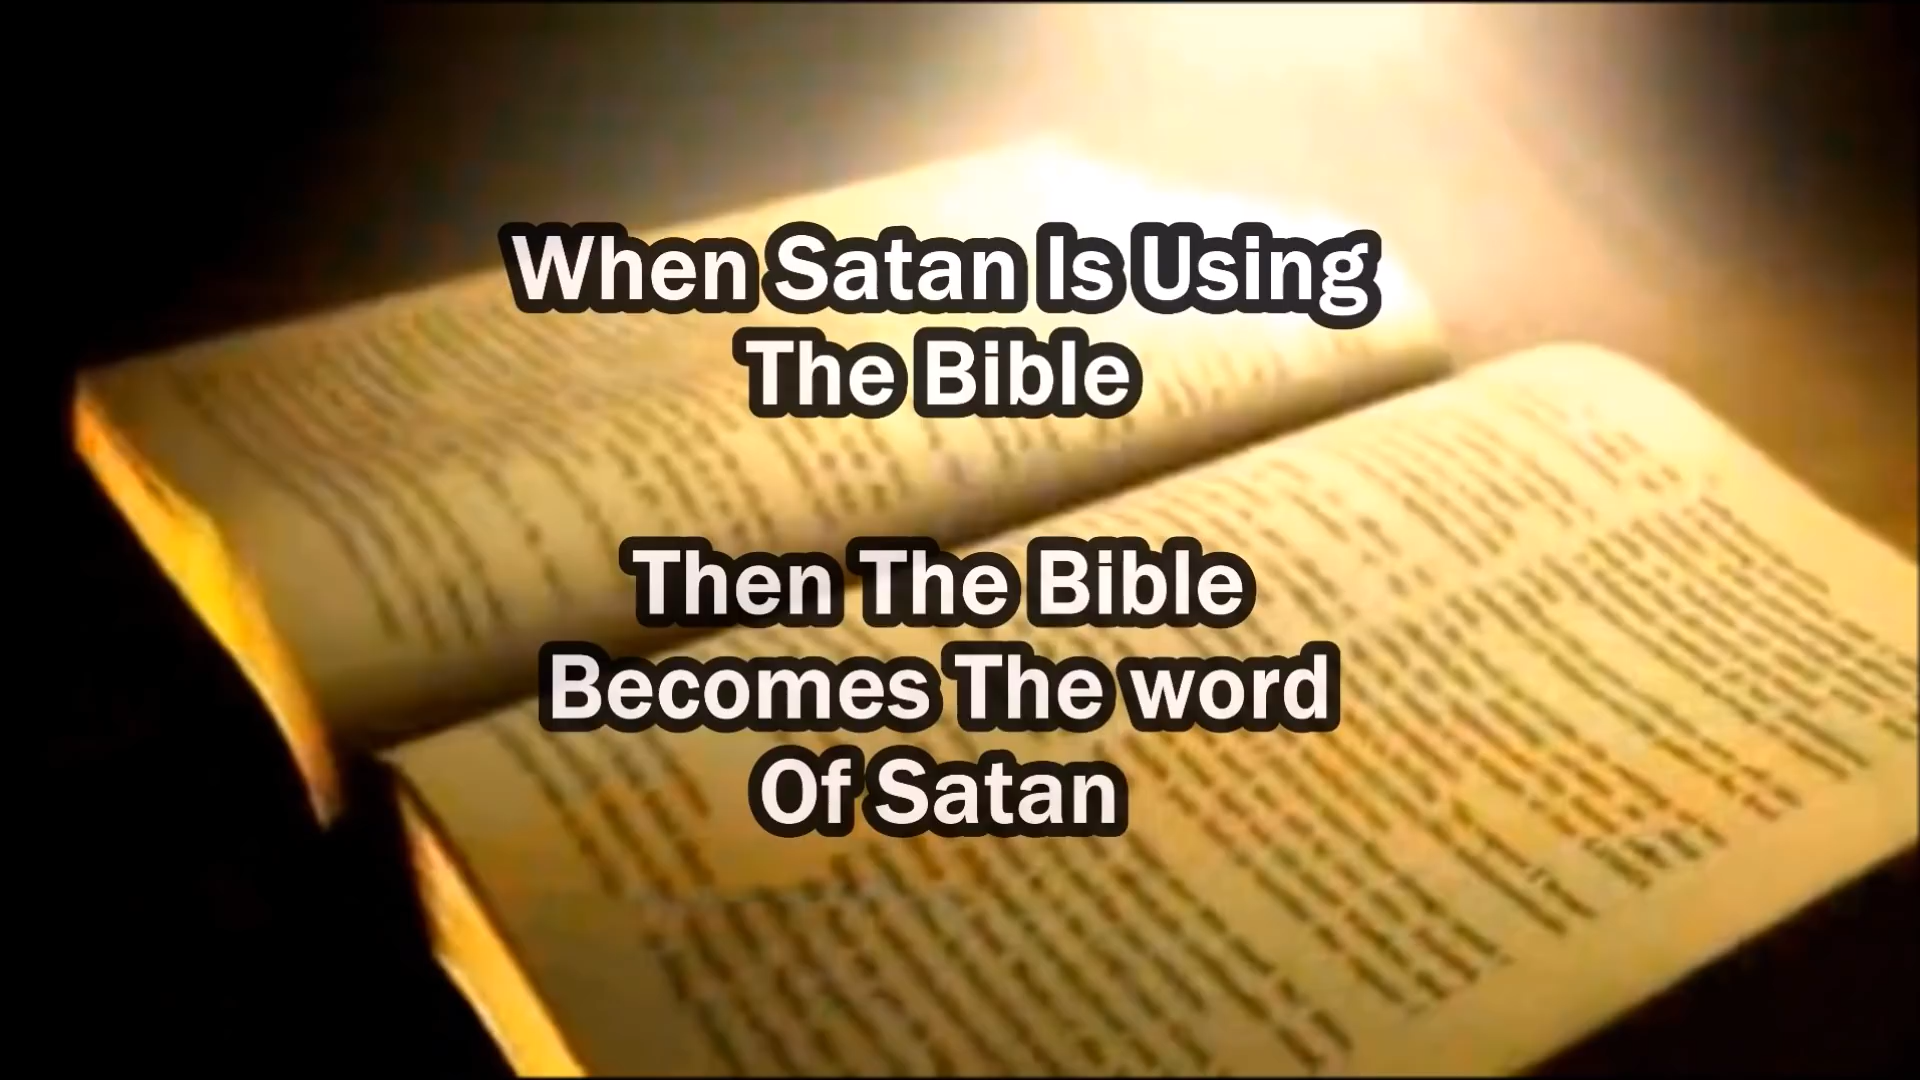 When Satan Is Using
The Bible
Then The Bible
Becomes The word
Of Satan